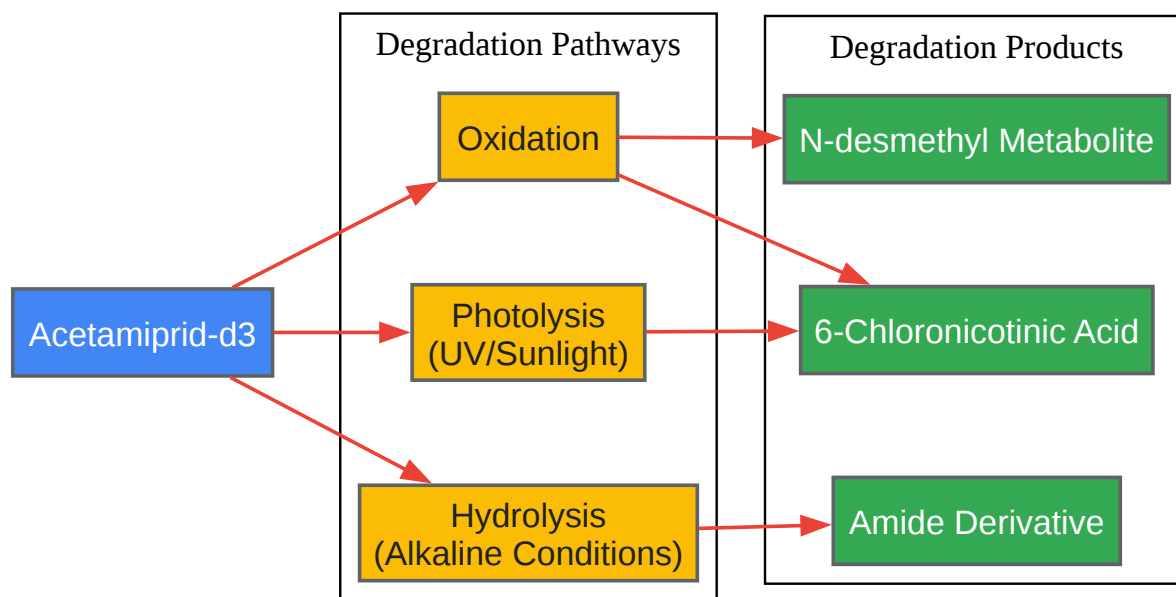 Degradation Pathways
Degradation Products
Oxidation
N-desmethyl Metabolite
Acetamiprid-d3
Photolysis
(UV/Sunlight)
6-Chloronicotinic Acid
Hydrolysis
(Alkaline Conditions)
Amide Derivative